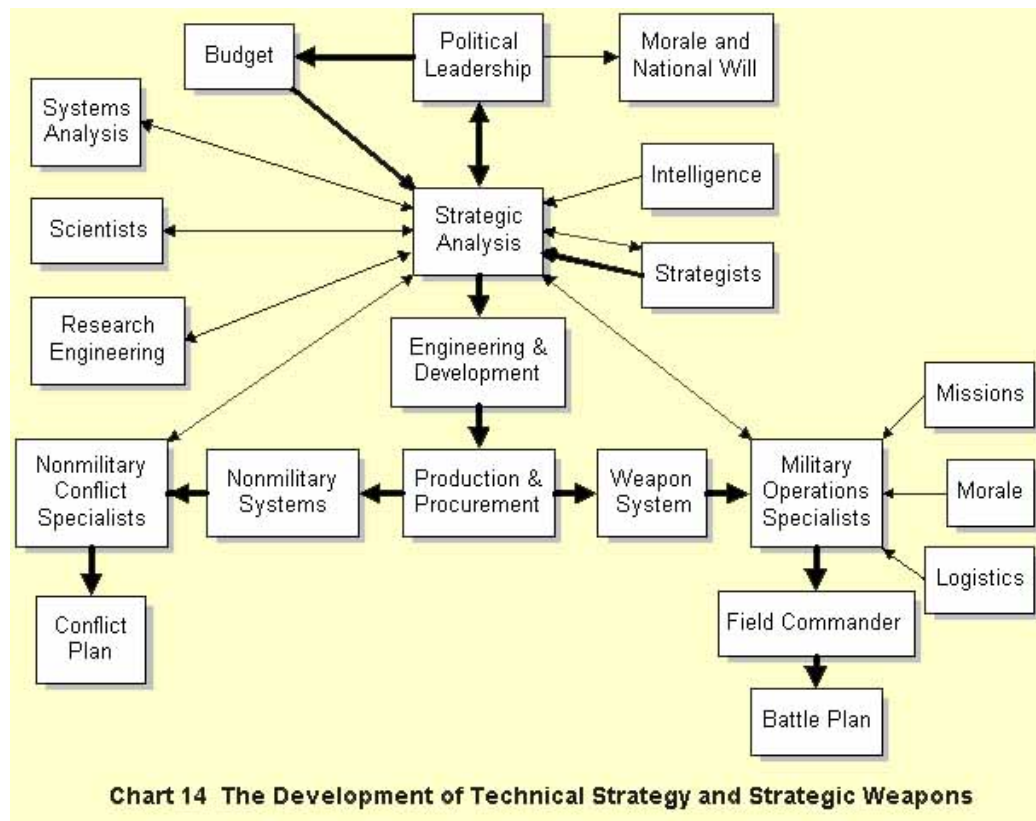 Budget
Political
Leadership
Morale and
National Will
Systems
Analysis
Intelligence
Scientists
Strategic
Analysis
Strategists
Research
Engineering
Engineering &
Development
Missions
Nonmilitary
Conflict
Specialists
Nonmilitary
Systems
Production &
Procurement
Weapon
System
Military
Operations
Specialists
Morale
Logistics
Conflict
Plan
Field Commander
Battle Plan
Chart 14  The Development of Technical Strategy and Strategic Weapons